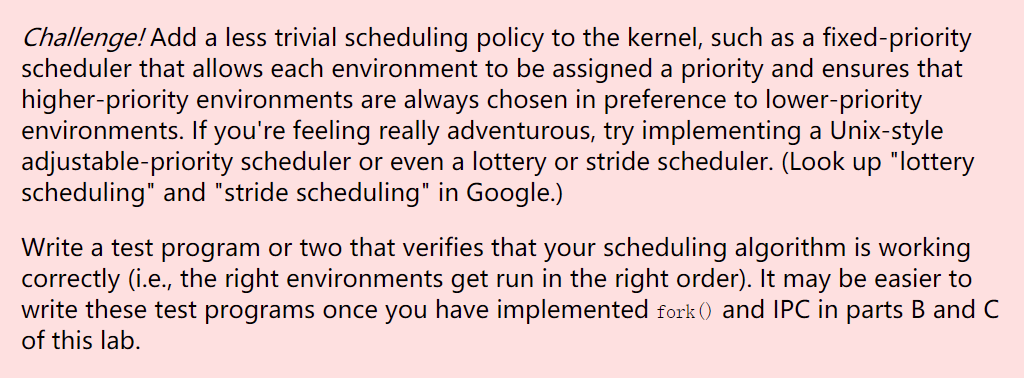 Challenge! Add a less trivial scheduling policy to the kernel, such as a fixed-priority
scheduler that allows each environment to be assigned a priority and ensures that
higher-priority environments are always chosen in preference to lower-priority
environments. If you're feeling really adventurous, try implementing a Unix-style
adjustable-priority scheduler or even a lottery or stride scheduler. (Look up "lottery
scheduling" and "stride scheduling" in Google.)
Write a test program or two that verifies that your scheduling algorithm is working
correctly (i.e., the right environments get run in the right order). It may be easier to
write these test programs once you have implemented fork() and IPC in parts B and C
of this lab.